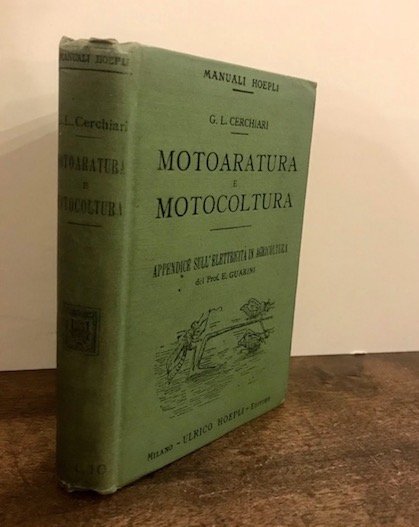 MANUALI HOEPLI
G. L. Cerchiari
MOTOARATURA
E
MOTOCOLTURA
L. 10
MANUALI HOEPLI
G. L. CERCHIARI
MOTOARATURA
E
MOTOCOLTURA
APPENDICE SULL'ELETTRICITÀ IN AGRICOLTURA
del Prof. E. GUARINI
MILANO - ULRICO HOEPLI - EDITORE